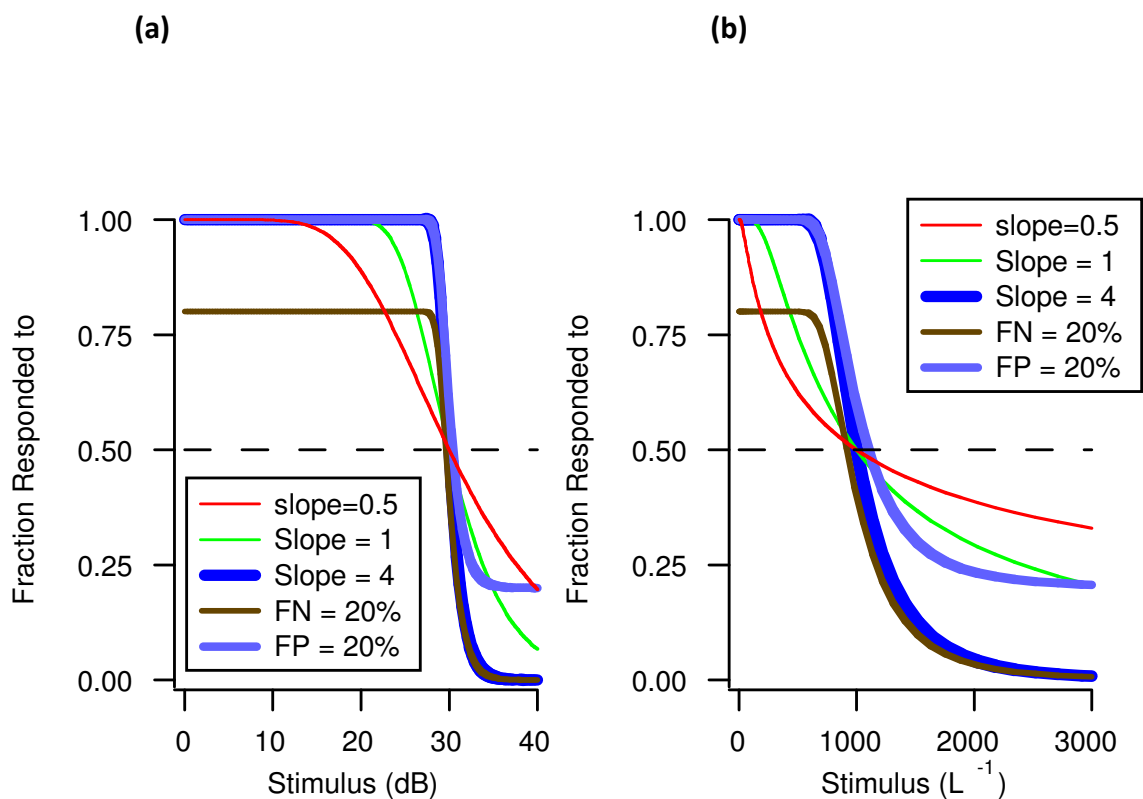 (a)
Fraction Responded to
1.00
0.75
0.50
0.25
0.00
slope=0.5
Slope = 1
Slope = 4
FN = 20%
FP = 20%
0 10 20 30 40
Stimulus (dB)
(b)
Fraction Responded to
1.00
0.75
0.50
0.25
0.00
slope=0.5
Slope = 1
Slope = 4
FN = 20%
FP = 20%
0 1000 2000 3000
Stimulus (L⁻¹)